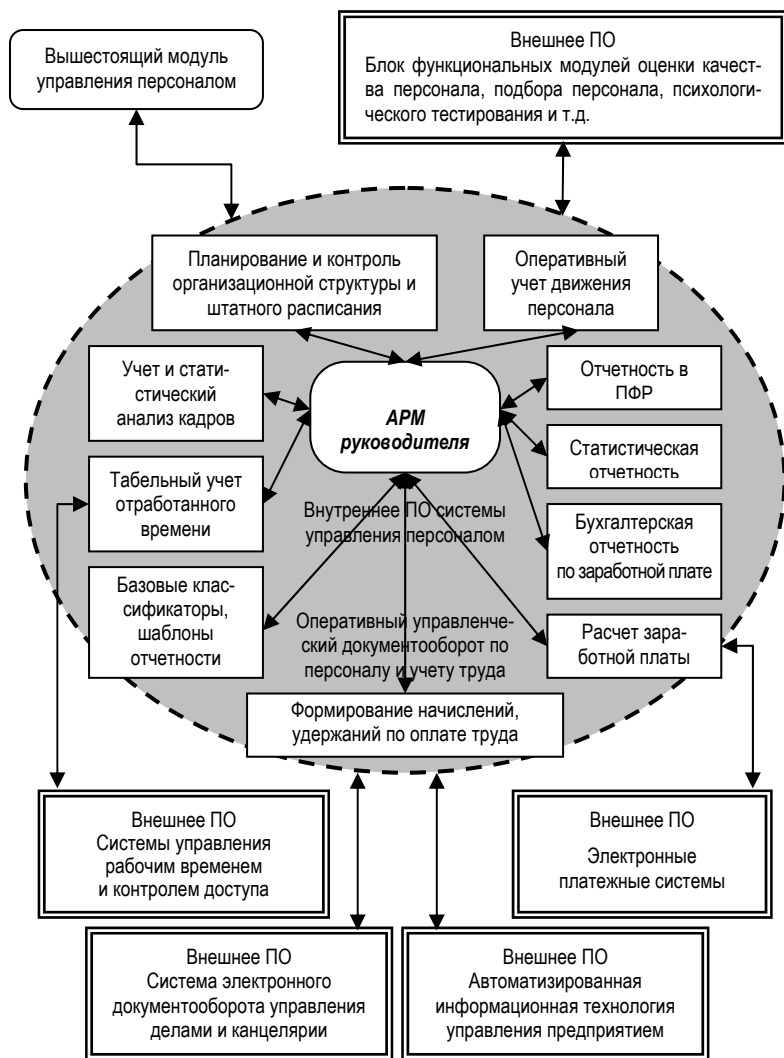 Вышестоящий модуль
управления персоналом
Внешнее ПО
Блок функциональных модулей оценки качест-
ва персонала, подбора персонала, психологи-
ческого тестирования и т.д.
Планирование и контроль
организационной структуры и
штатного расписания
Оперативный
учет движения
персонала
Учет и стати-
стический
анализ кадров
АРМ
руководителя
Отчетность в
ПФР
Статистическая
отчетность
Табельный учет
отработанного
времени
Внутреннее ПО системы
управления персоналом
Бухгалтерская
отчетность
по заработной плате
Базовые клас-
сификаторы,
шаблоны
отчетности
Оперативный управленче-
ский документооборот по
персоналу и учету труда
Расчет зара-
ботной платы
Формирование начислений,
удержаний по оплате труда
Внешнее ПО
Системы управления
рабочим временем
и контролем доступа
Внешнее ПО
Электронные
платежные системы
Внешнее ПО
Система электронного
документооборота управления
делами и канцелярии
Внешнее ПО
Автоматизированная
информационная технология
управления предприятием